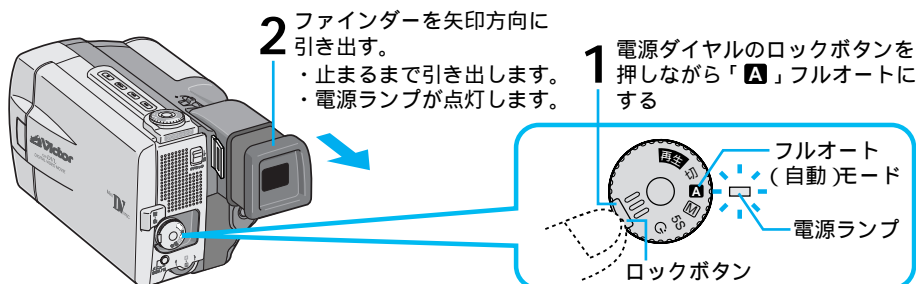 2 ファインダーを矢印方向に
引き出す。
・止まるまで引き出します。
・電源ランプが点灯します。
1 電源ダイヤルのロックボタンを
押しながら「 A 」フルオートに
する
Victor
DV
再生
切
A
M
5S
フルオート
(自動)モード
電源ランプ
ロックボタン